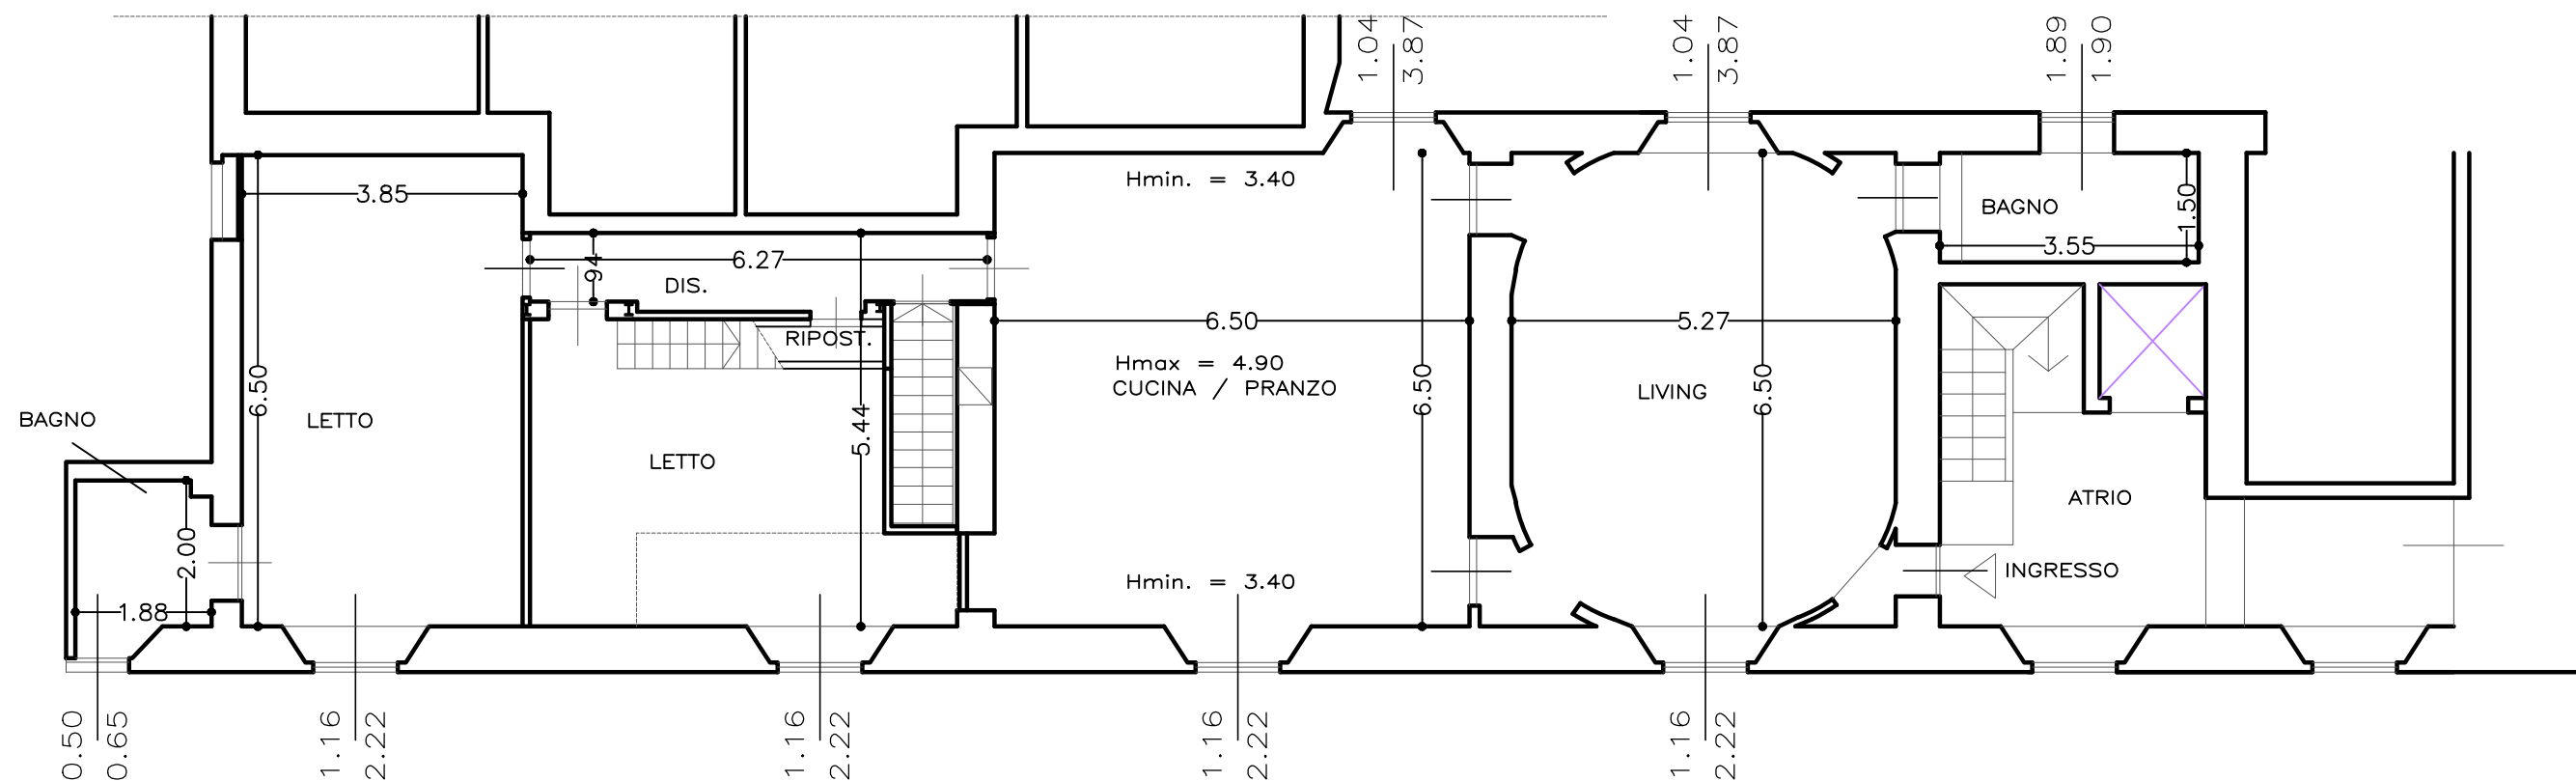 1.04
3.87
1.04
3.87
1.89
1.90
Hmin. = 3.40
3.85
BAGNO
1.50
3.55
6.27
.94
DIS.
6.50
5.27
RIPOST.
Hmax = 4.90
CUCINA / PRANZO
6.50
6.50
6.50
LIVING
BAGNO
LETTO
5.44
LETTO
ATRIO
2.00
Hmin. = 3.40
INGRESSO
1.88
0.50
0.65
1.16
2.22
1.16
2.22
1.16
2.22
1.16
2.22